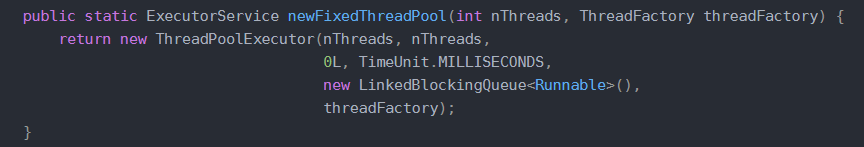 public static ExecutorService newFixedThreadPool(int nThreads, ThreadFactory threadFactory) {
    return new ThreadPoolExecutor(nThreads, nThreads,
                                  0L, TimeUnit.MILLISECONDS,
                                  new LinkedBlockingQueue<Runnable>(),
                                  threadFactory);
}